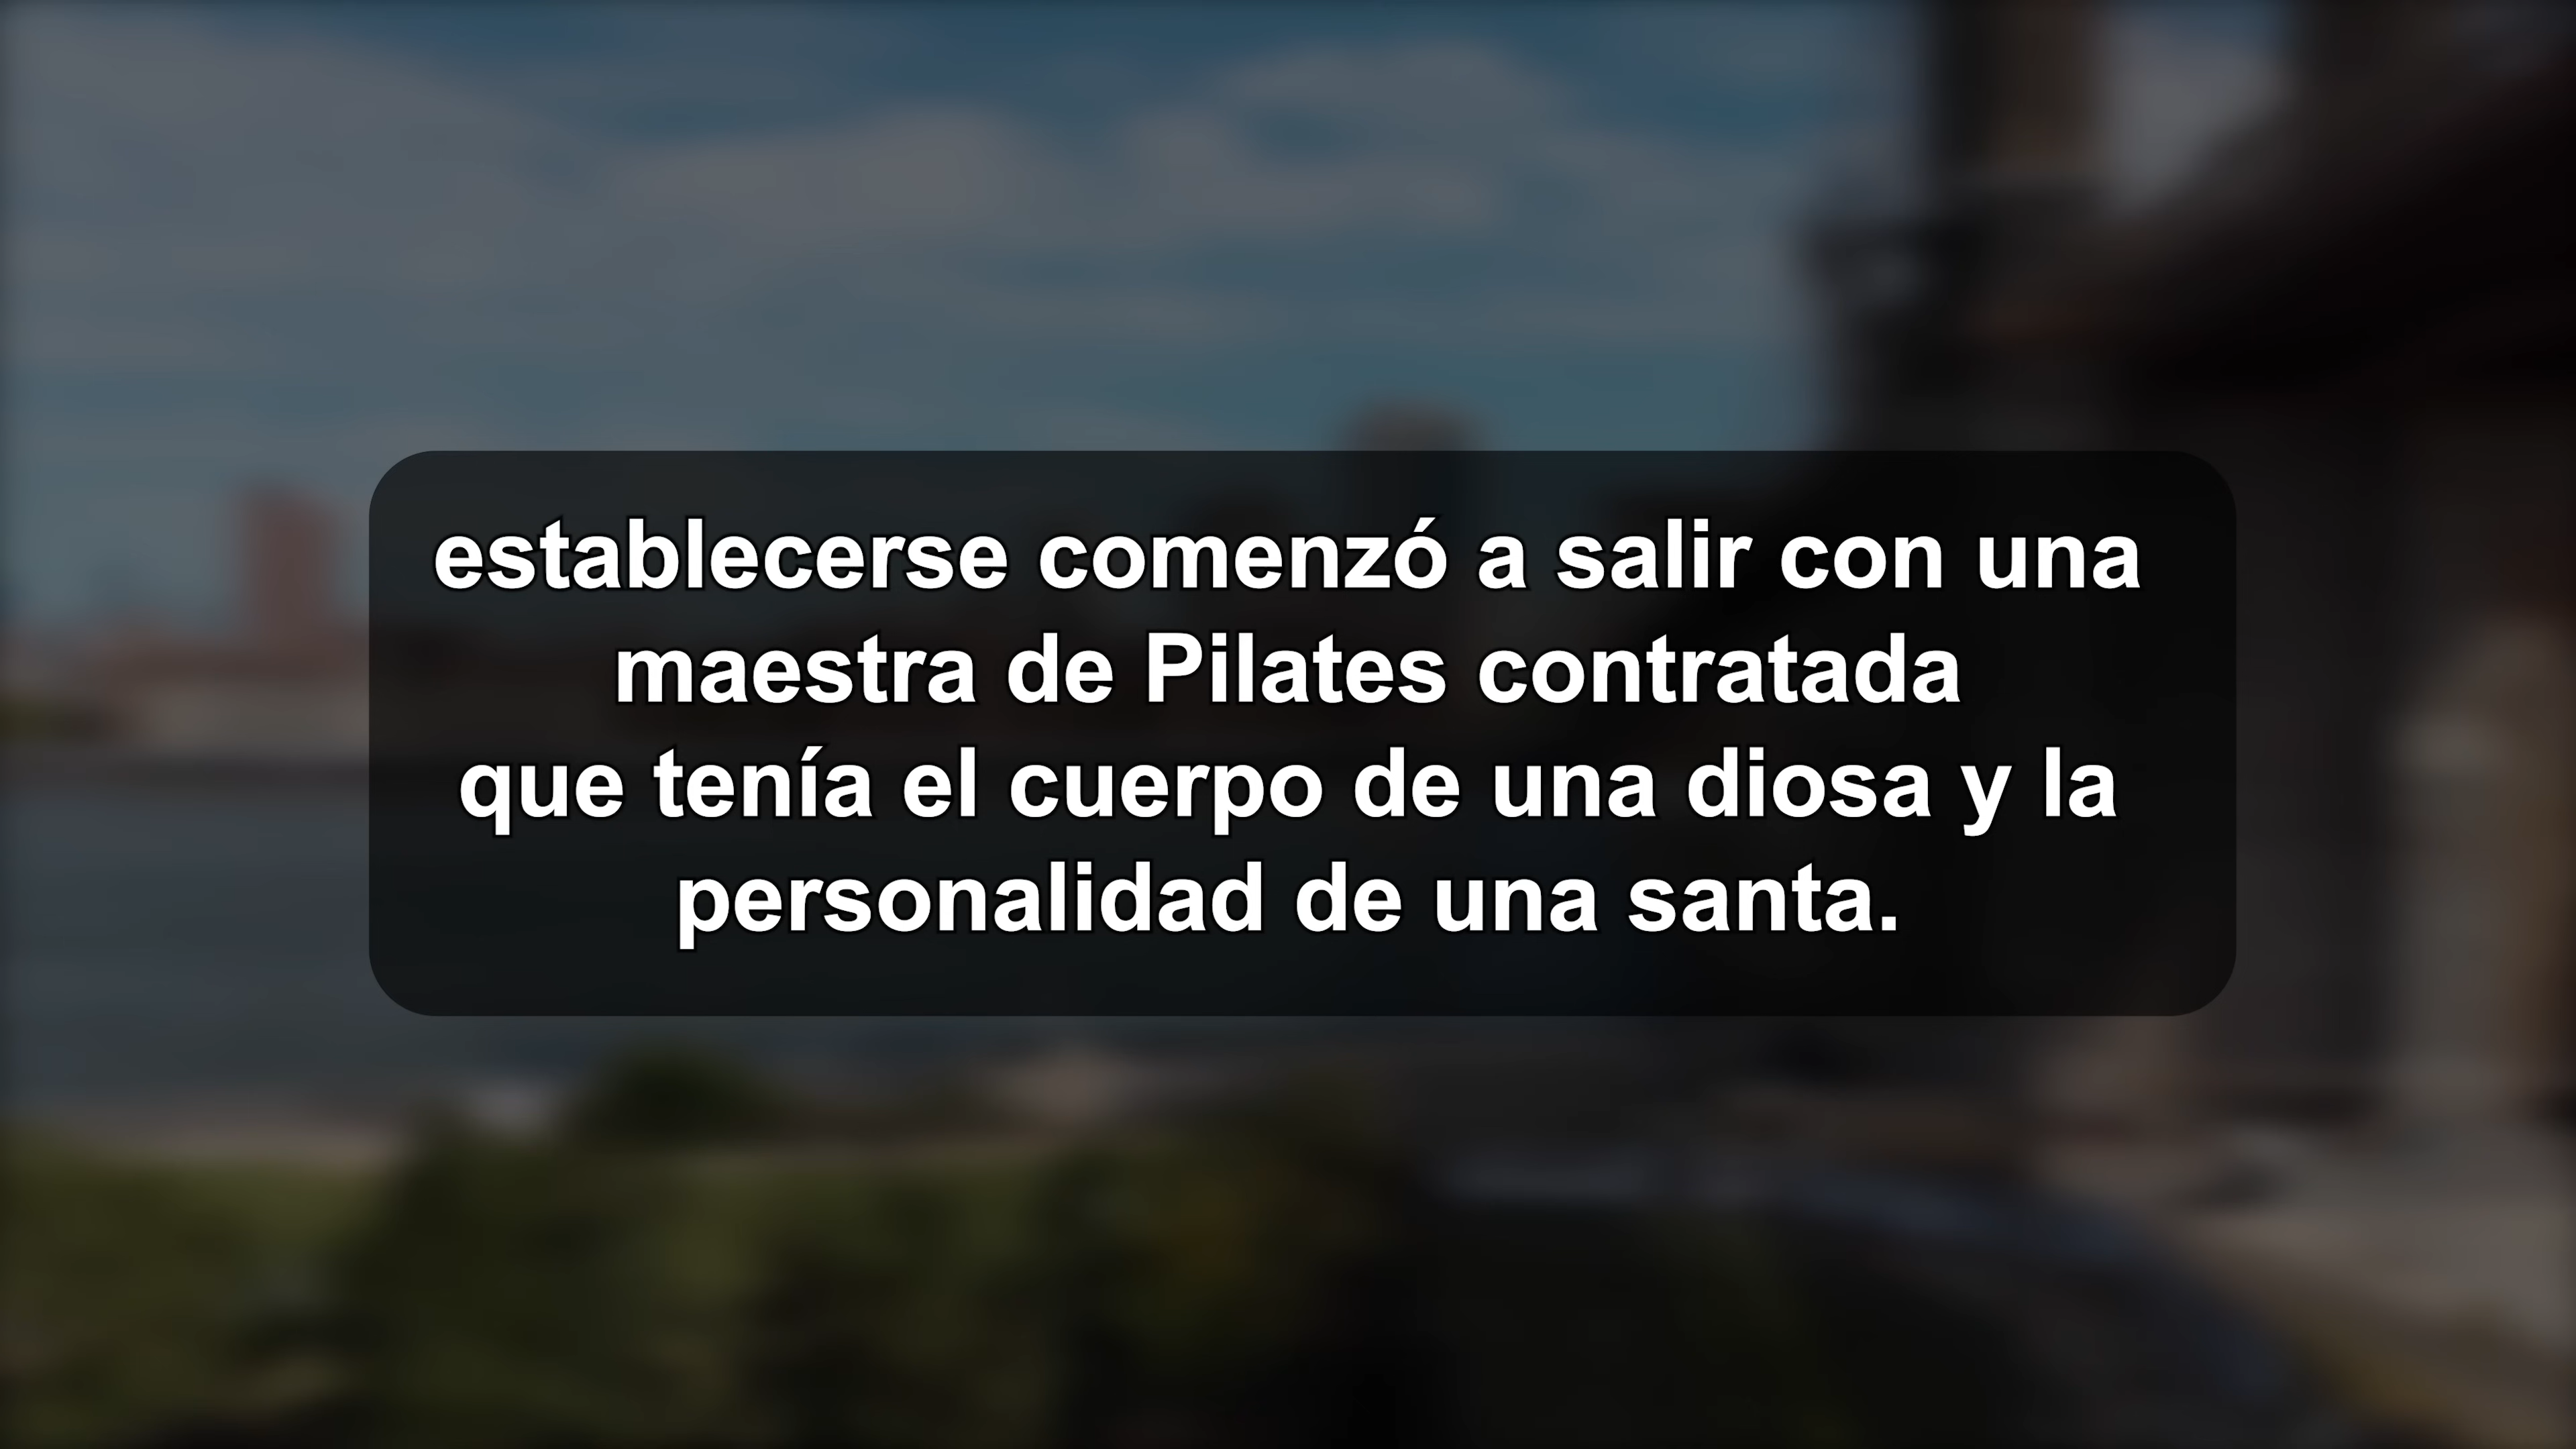 establecerse comenzó a salir con una
maestra de Pilates contratada
que tenía el cuerpo de una diosa y la
personalidad de una santa.